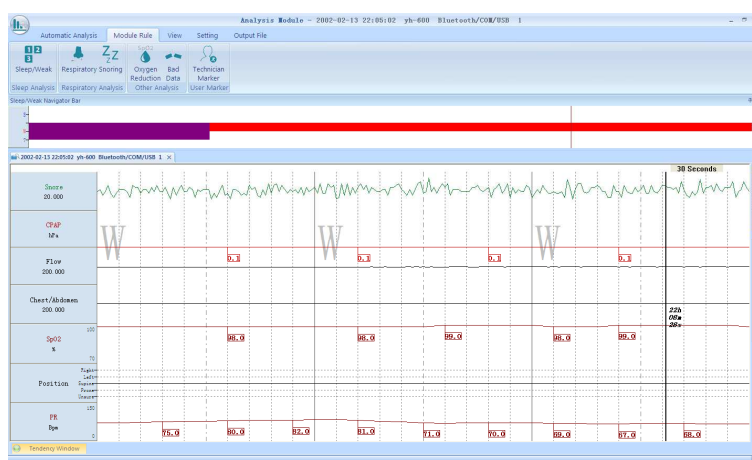 Analysis Module - 2002-02-13 22:05:02 yh-600 Bluetooth/COM/USB 1
Automatic Analysis Module Rule View Setting Output File
Sleep/Weak Respiratory Snoring Oxygen Reduction Bad Data Technician Marker
Sleep Analysis Respiratory Analysis Other Analysis User Marker
Sleep/Weak Navigator Bar
2002-02-13 22:05:02 yh-600 Bluetooth/COM/USB 1
30 Seconds
Snore
20.000
CPAP
hPa
W W W
Flow
200.000
0.1 0.1 0.1 0.1
Chest/Abdomen
200.000
22h
06m
26s
100
SpO2
%
70
98.0 98.0 99.0 98.0 99.0
Right
Left
Position Supine
Prone
Unsure
150
PR
Bpm
0
75.0 80.0 82.0 81.0 71.0 70.0 69.0 67.0 68.0
Tendency Window